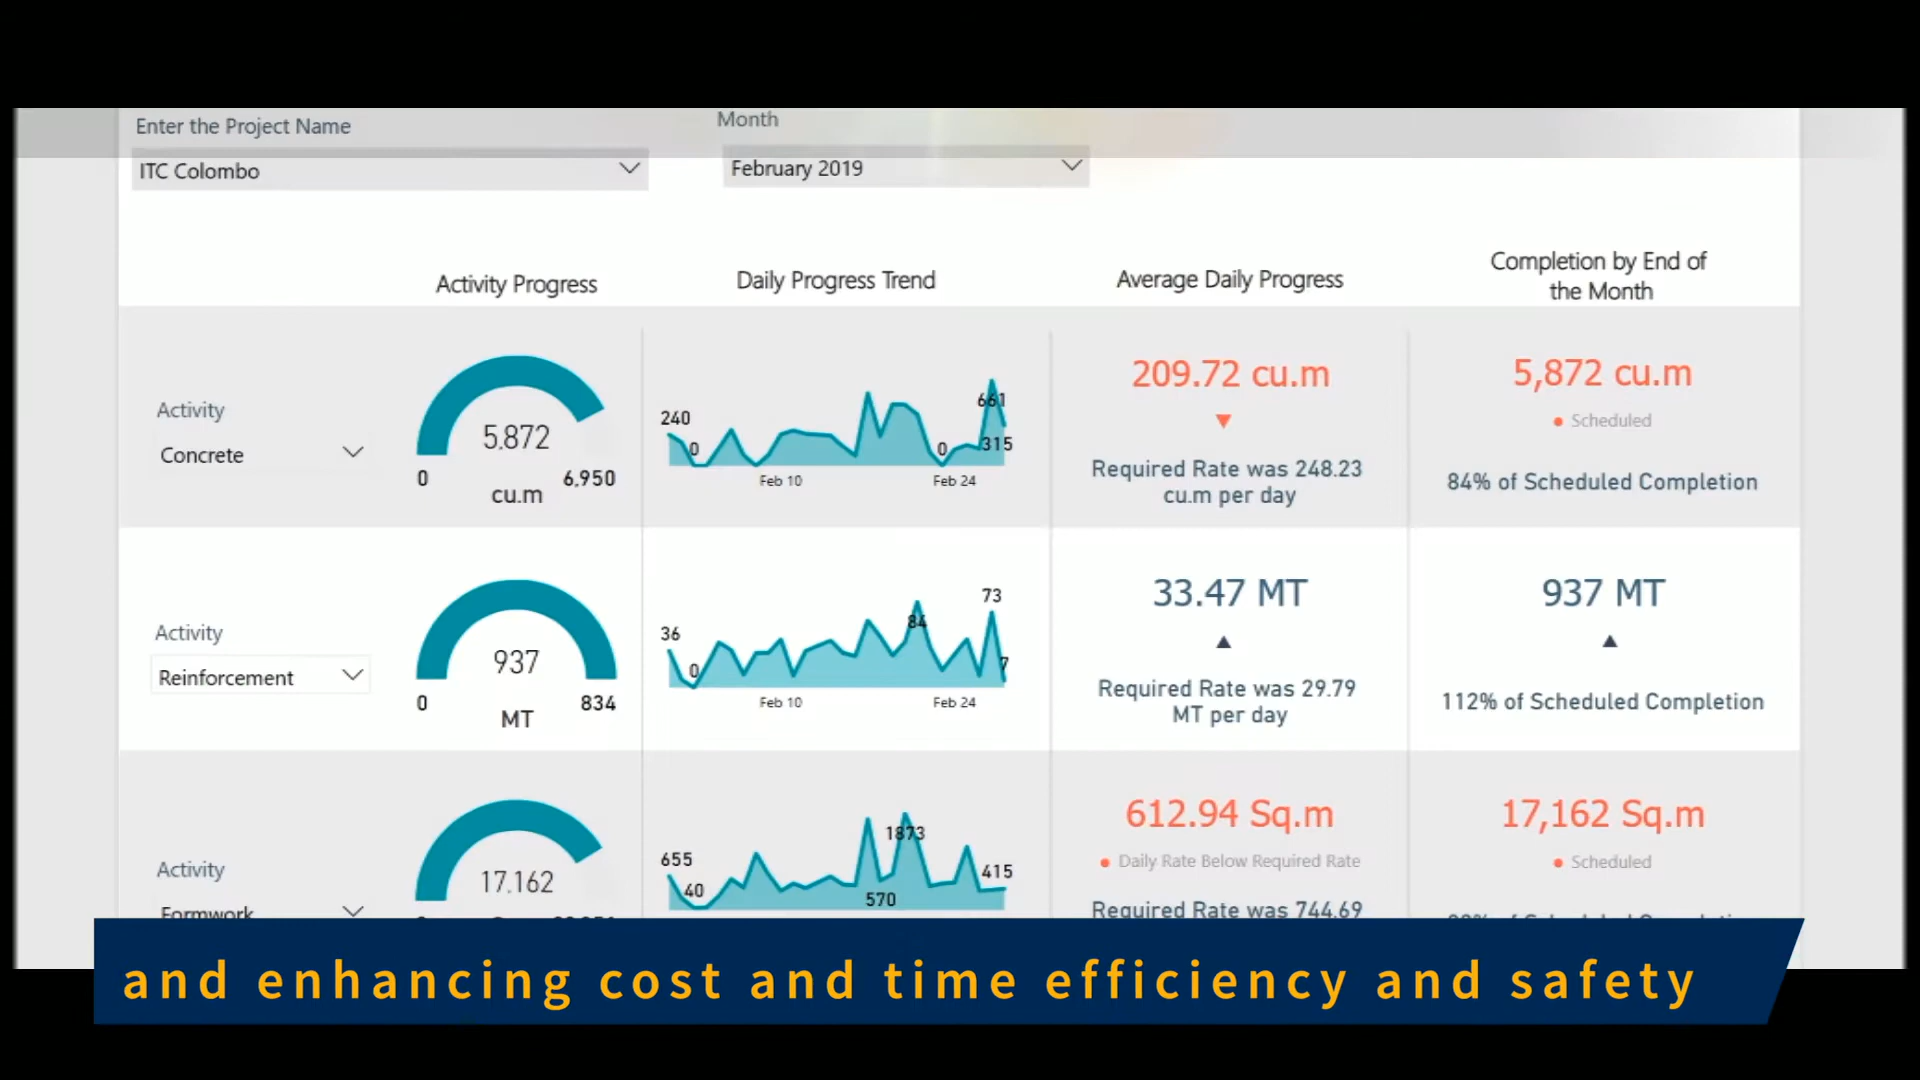 Enter the Project Name
Month
ITC Colombo
February 2019
Activity Progress
Daily Progress Trend
Average Daily Progress
Completion by End of
the Month
Activity
Concrete
5,872
0
6,950
cu.m
240
0
661
0
315
Feb 10
Feb 24
209.72 cu.m
Required Rate was 248.23
cu.m per day
5,872 cu.m
Scheduled
84% of Scheduled Completion
Activity
Reinforcement
937
0
834
MT
36
0
84
73
7
Feb 10
Feb 24
33.47 MT
Required Rate was 29.79
MT per day
937 MT
112% of Scheduled Completion
Activity
Formwork
17,162
655
40
1873
570
415
612.94 Sq.m
Daily Rate Below Required Rate
Required Rate was 744.69
17,162 Sq.m
Scheduled
of Scheduled
and enhancing cost and time efficiency and safety